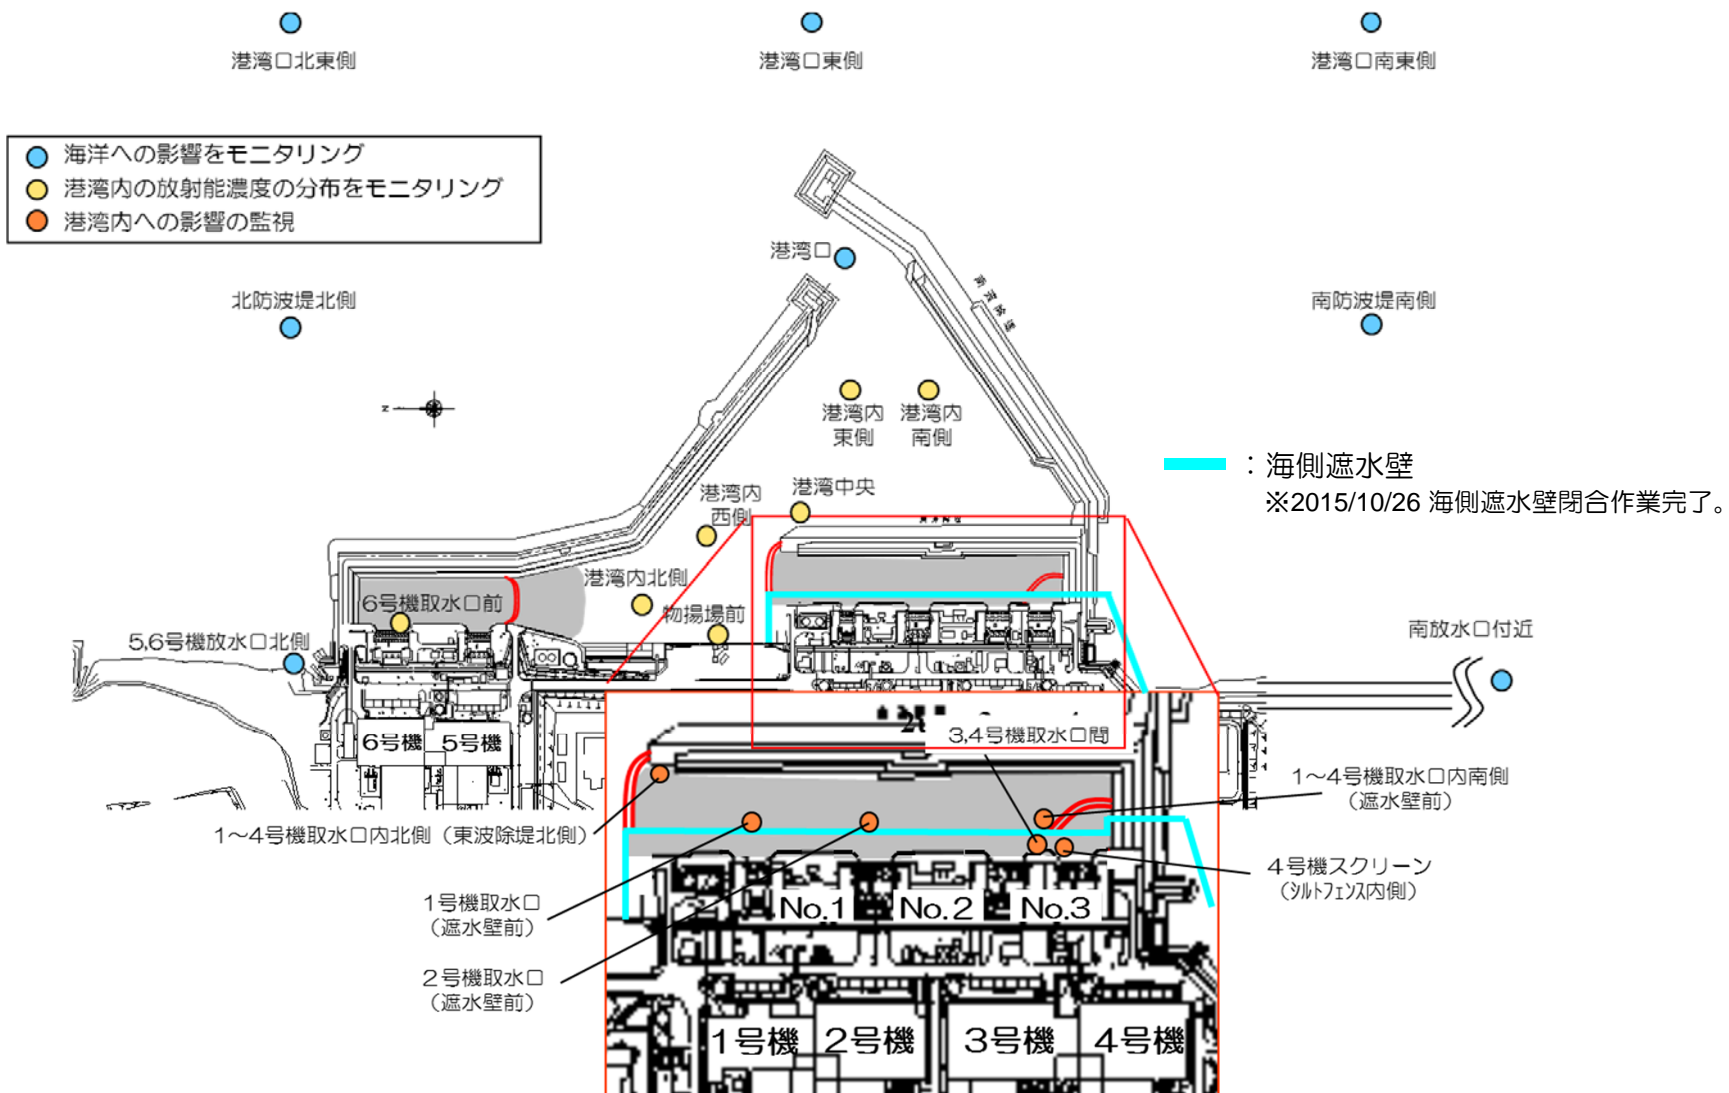 港湾口北東側
港湾口東側
港湾口南東側
海洋への影響をモニタリング
港湾内の放射能濃度の分布をモニタリング
港湾内への影響の監視
港湾口
北防波堤北側
南防波堤南側
港湾内
東側
港湾内
南側
:海側遮水壁
※2015/10/26 海側遮水壁閉合作業完了。
港湾内
西側
港湾中央
港湾内北側
6号機取水口前
物揚場前
5,6号機放水口北側
南放水口付近
6号機
5号機
3,4号機取水口間
1~4号機取水口内南側
(遮水壁前)
1~4号機取水口内北側(東波除堤北側)
4号機スクリーン
(シルトフェンス内側)
1号機取水口
(遮水壁前)
No.1
No.2
No.3
2号機取水口
(遮水壁前)
1号機
2号機
3号機
4号機